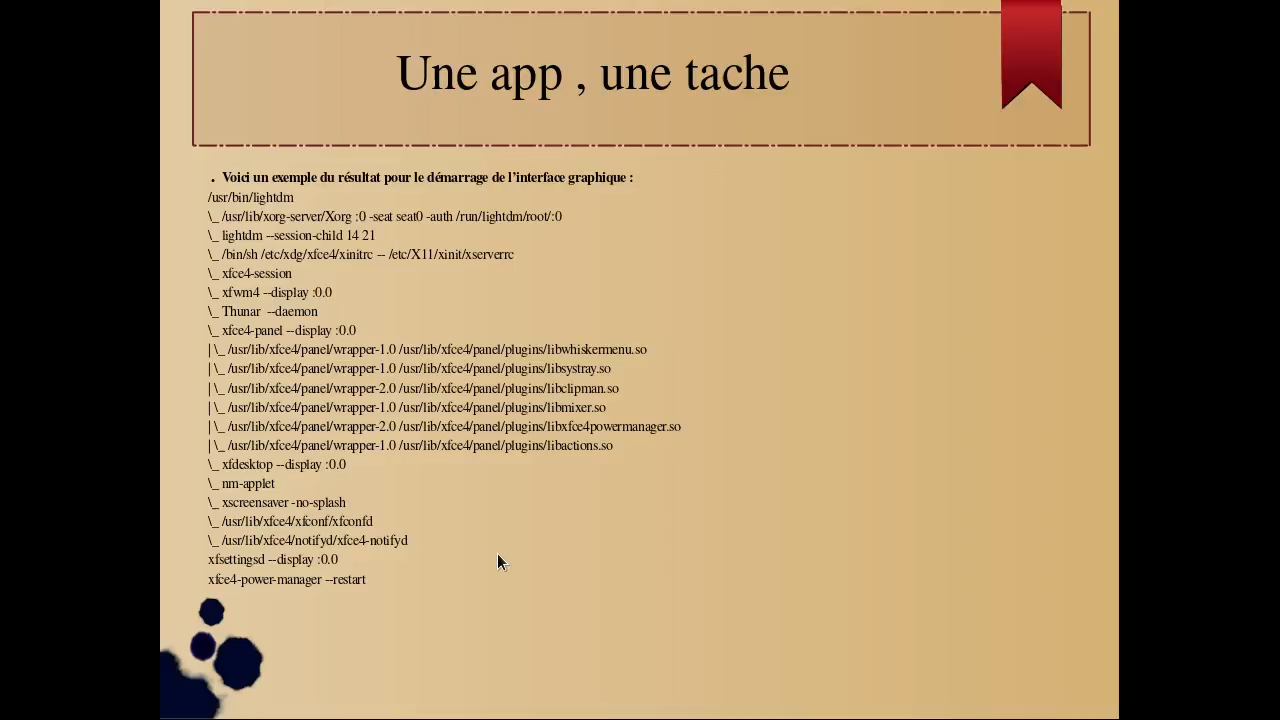 Une app , une tache
. Voici un exemple du résultat pour le démarrage de l'interface graphique :
/usr/bin/lightdm
\_ /usr/lib/xorg-server/Xorg :0 -seat seat0 -auth /run/lightdm/root/:0
\_ lightdm --session-child 14 21
\_ /bin/sh /etc/xdg/xfce4/xinitrc -- /etc/X11/xinit/xserverrc
\_ xfce4-session
\_ xfwm4 --display :0.0
\_ Thunar --daemon
\_ xfce4-panel --display :0.0
| \_ /usr/lib/xfce4/panel/wrapper-1.0 /usr/lib/xfce4/panel/plugins/libwhiskermenu.so
| \_ /usr/lib/xfce4/panel/wrapper-1.0 /usr/lib/xfce4/panel/plugins/libsystray.so
| \_ /usr/lib/xfce4/panel/wrapper-2.0 /usr/lib/xfce4/panel/plugins/libclipman.so
| \_ /usr/lib/xfce4/panel/wrapper-1.0 /usr/lib/xfce4/panel/plugins/libmixer.so
| \_ /usr/lib/xfce4/panel/wrapper-2.0 /usr/lib/xfce4/panel/plugins/libxfce4powermanager.so
| \_ /usr/lib/xfce4/panel/wrapper-1.0 /usr/lib/xfce4/panel/plugins/libactions.so
\_ xfdesktop --display :0.0
\_ nm-applet
\_ xscreensaver -no-splash
\_ /usr/lib/xfce4/xfconf/xfconfd
\_ /usr/lib/xfce4/notifyd/xfce4-notifyd
xfsettingsd --display :0.0
xfce4-power-manager --restart